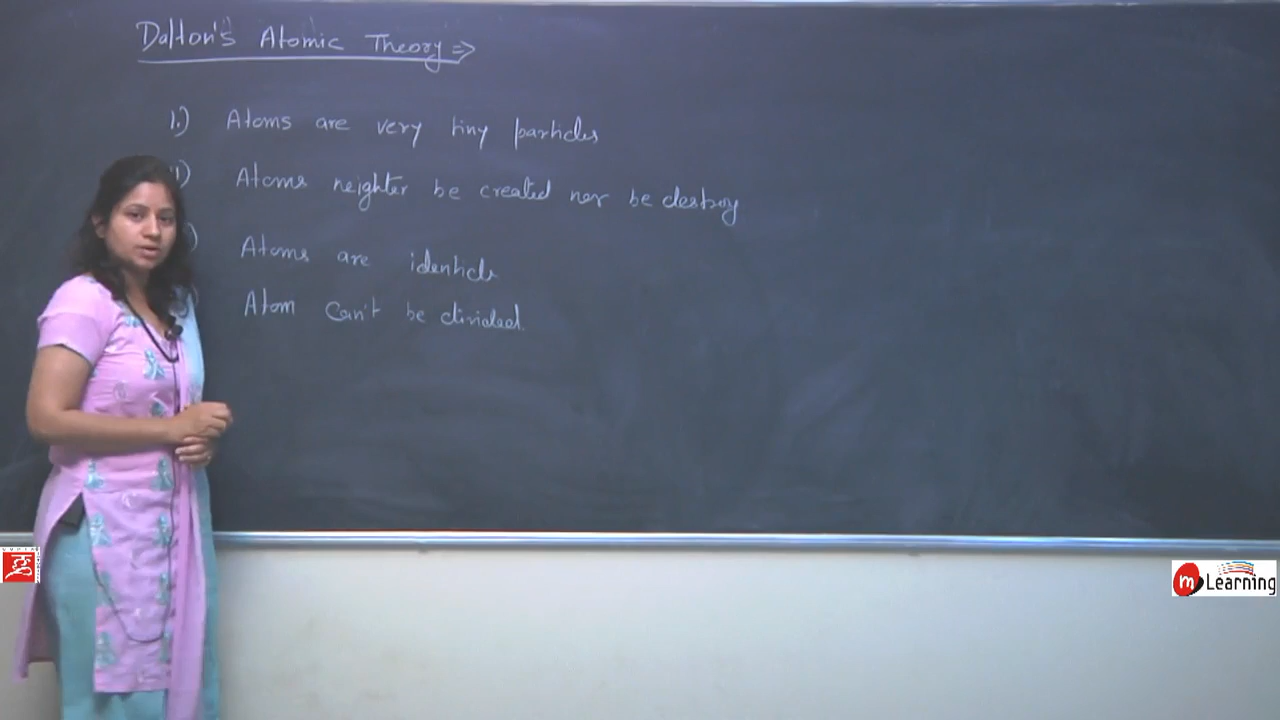 Dalton's Atomic Theory ⇒
1.) Atoms are very tiny particles
ii) Atoms neighter be created nor be destroy
) Atoms are identicle
Atom can't be divided.
m Learning